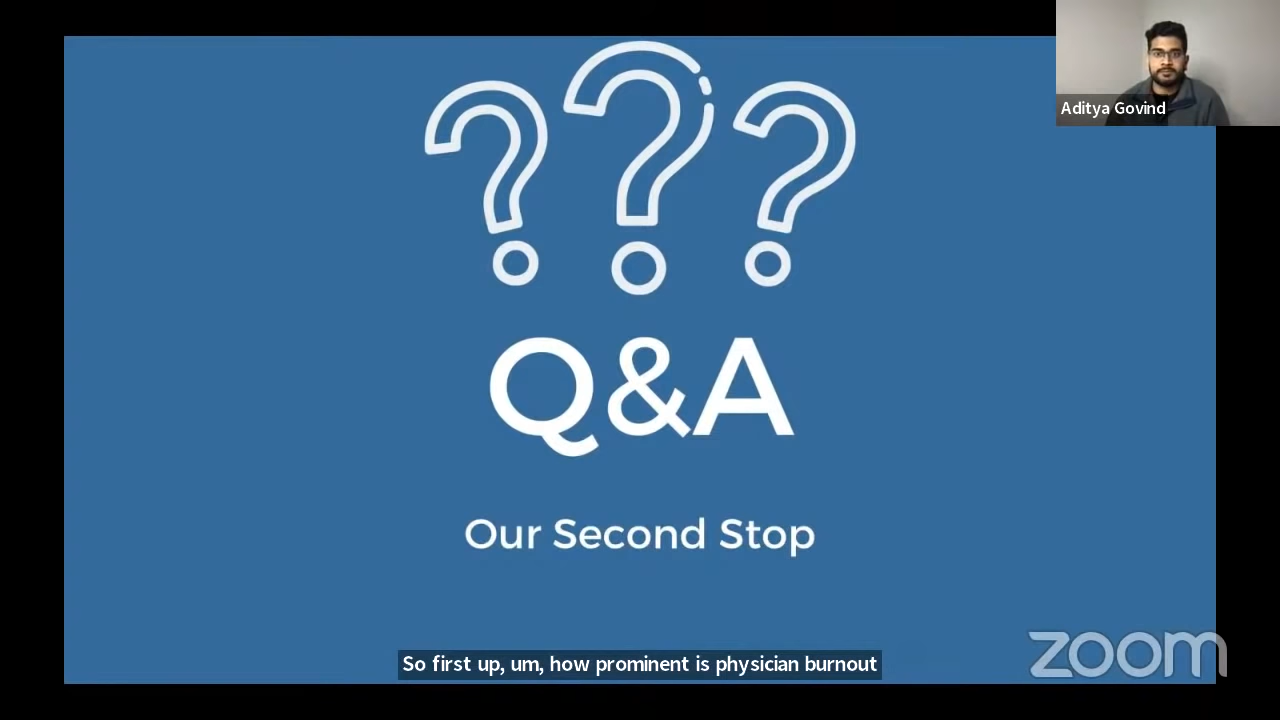 Aditya Govind
???
Q&A
Our Second Stop
So first up, um, how prominent is physician burnout
zoom